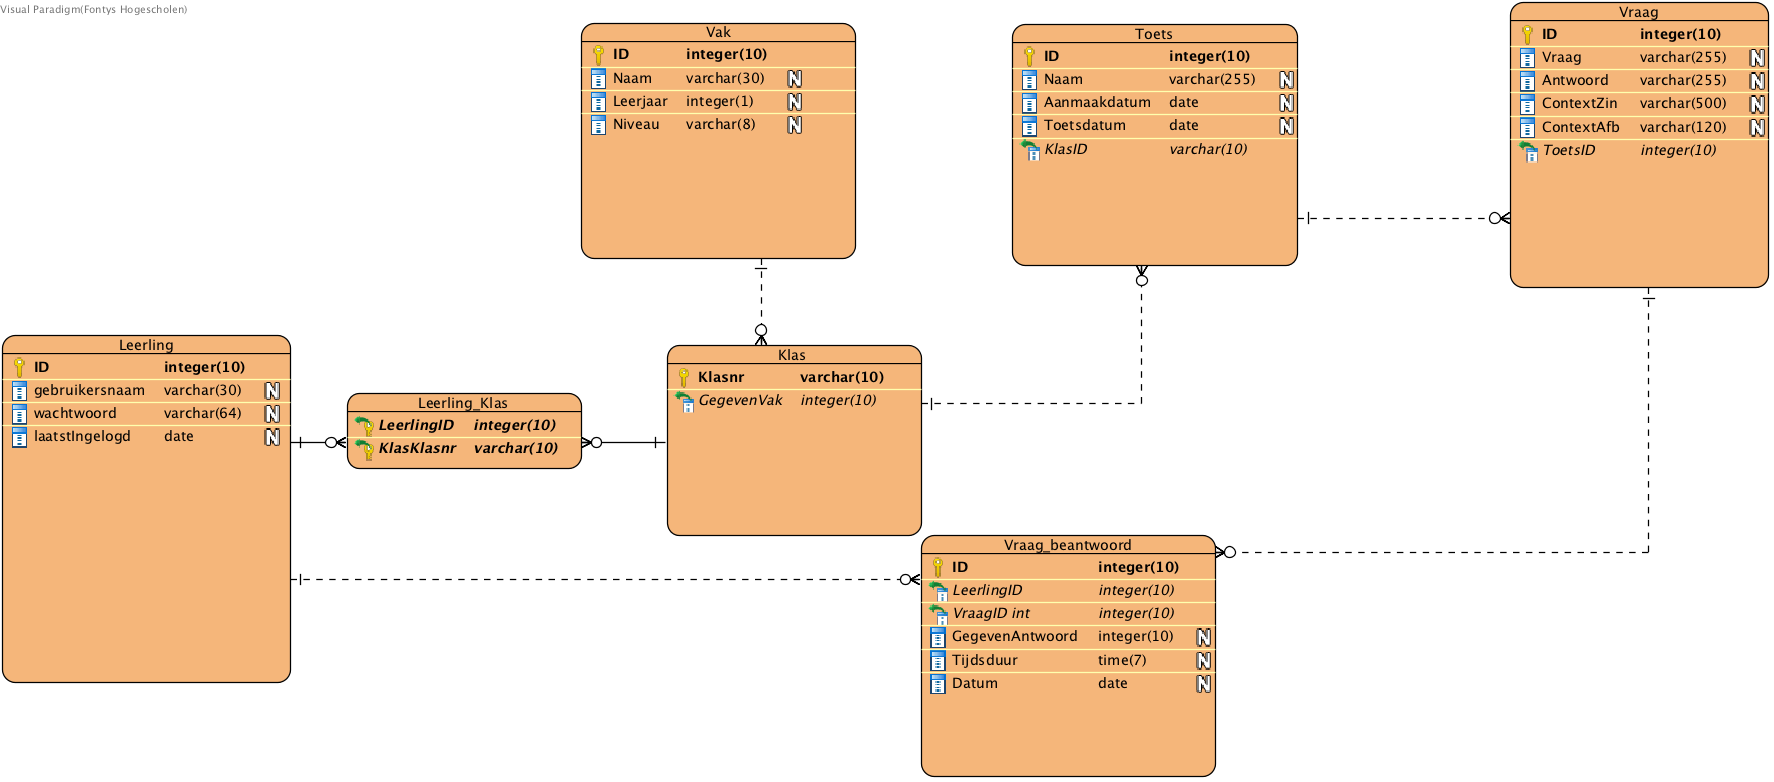 Visual Paradigm(Fontys Hogescholen)
Vak
ID integer(10)
Naam varchar(30) N
Leerjaar integer(1) N
Niveau varchar(8) N
Toets
ID integer(10)
Naam varchar(255) N
Aanmaakdatum date N
Toetsdatum date N
KlasID varchar(10)
Vraag
ID integer(10)
Vraag varchar(255) N
Antwoord varchar(255) N
ContextZin varchar(500) N
ContextAfb varchar(120) N
ToetsID integer(10)
Leerling
ID integer(10)
gebruikersnaam varchar(30) N
wachtwoord varchar(64) N
laatstIngelogd date N
Leerling_Klas
LeerlingID integer(10)
KlasKlasnr varchar(10)
Klas
Klasnr varchar(10)
GegevenVak integer(10)
Vraag_beantwoord
ID integer(10)
LeerlingID integer(10)
VraagID int integer(10)
GegevenAntwoord integer(10) N
Tijdsduur time(7) N
Datum date N